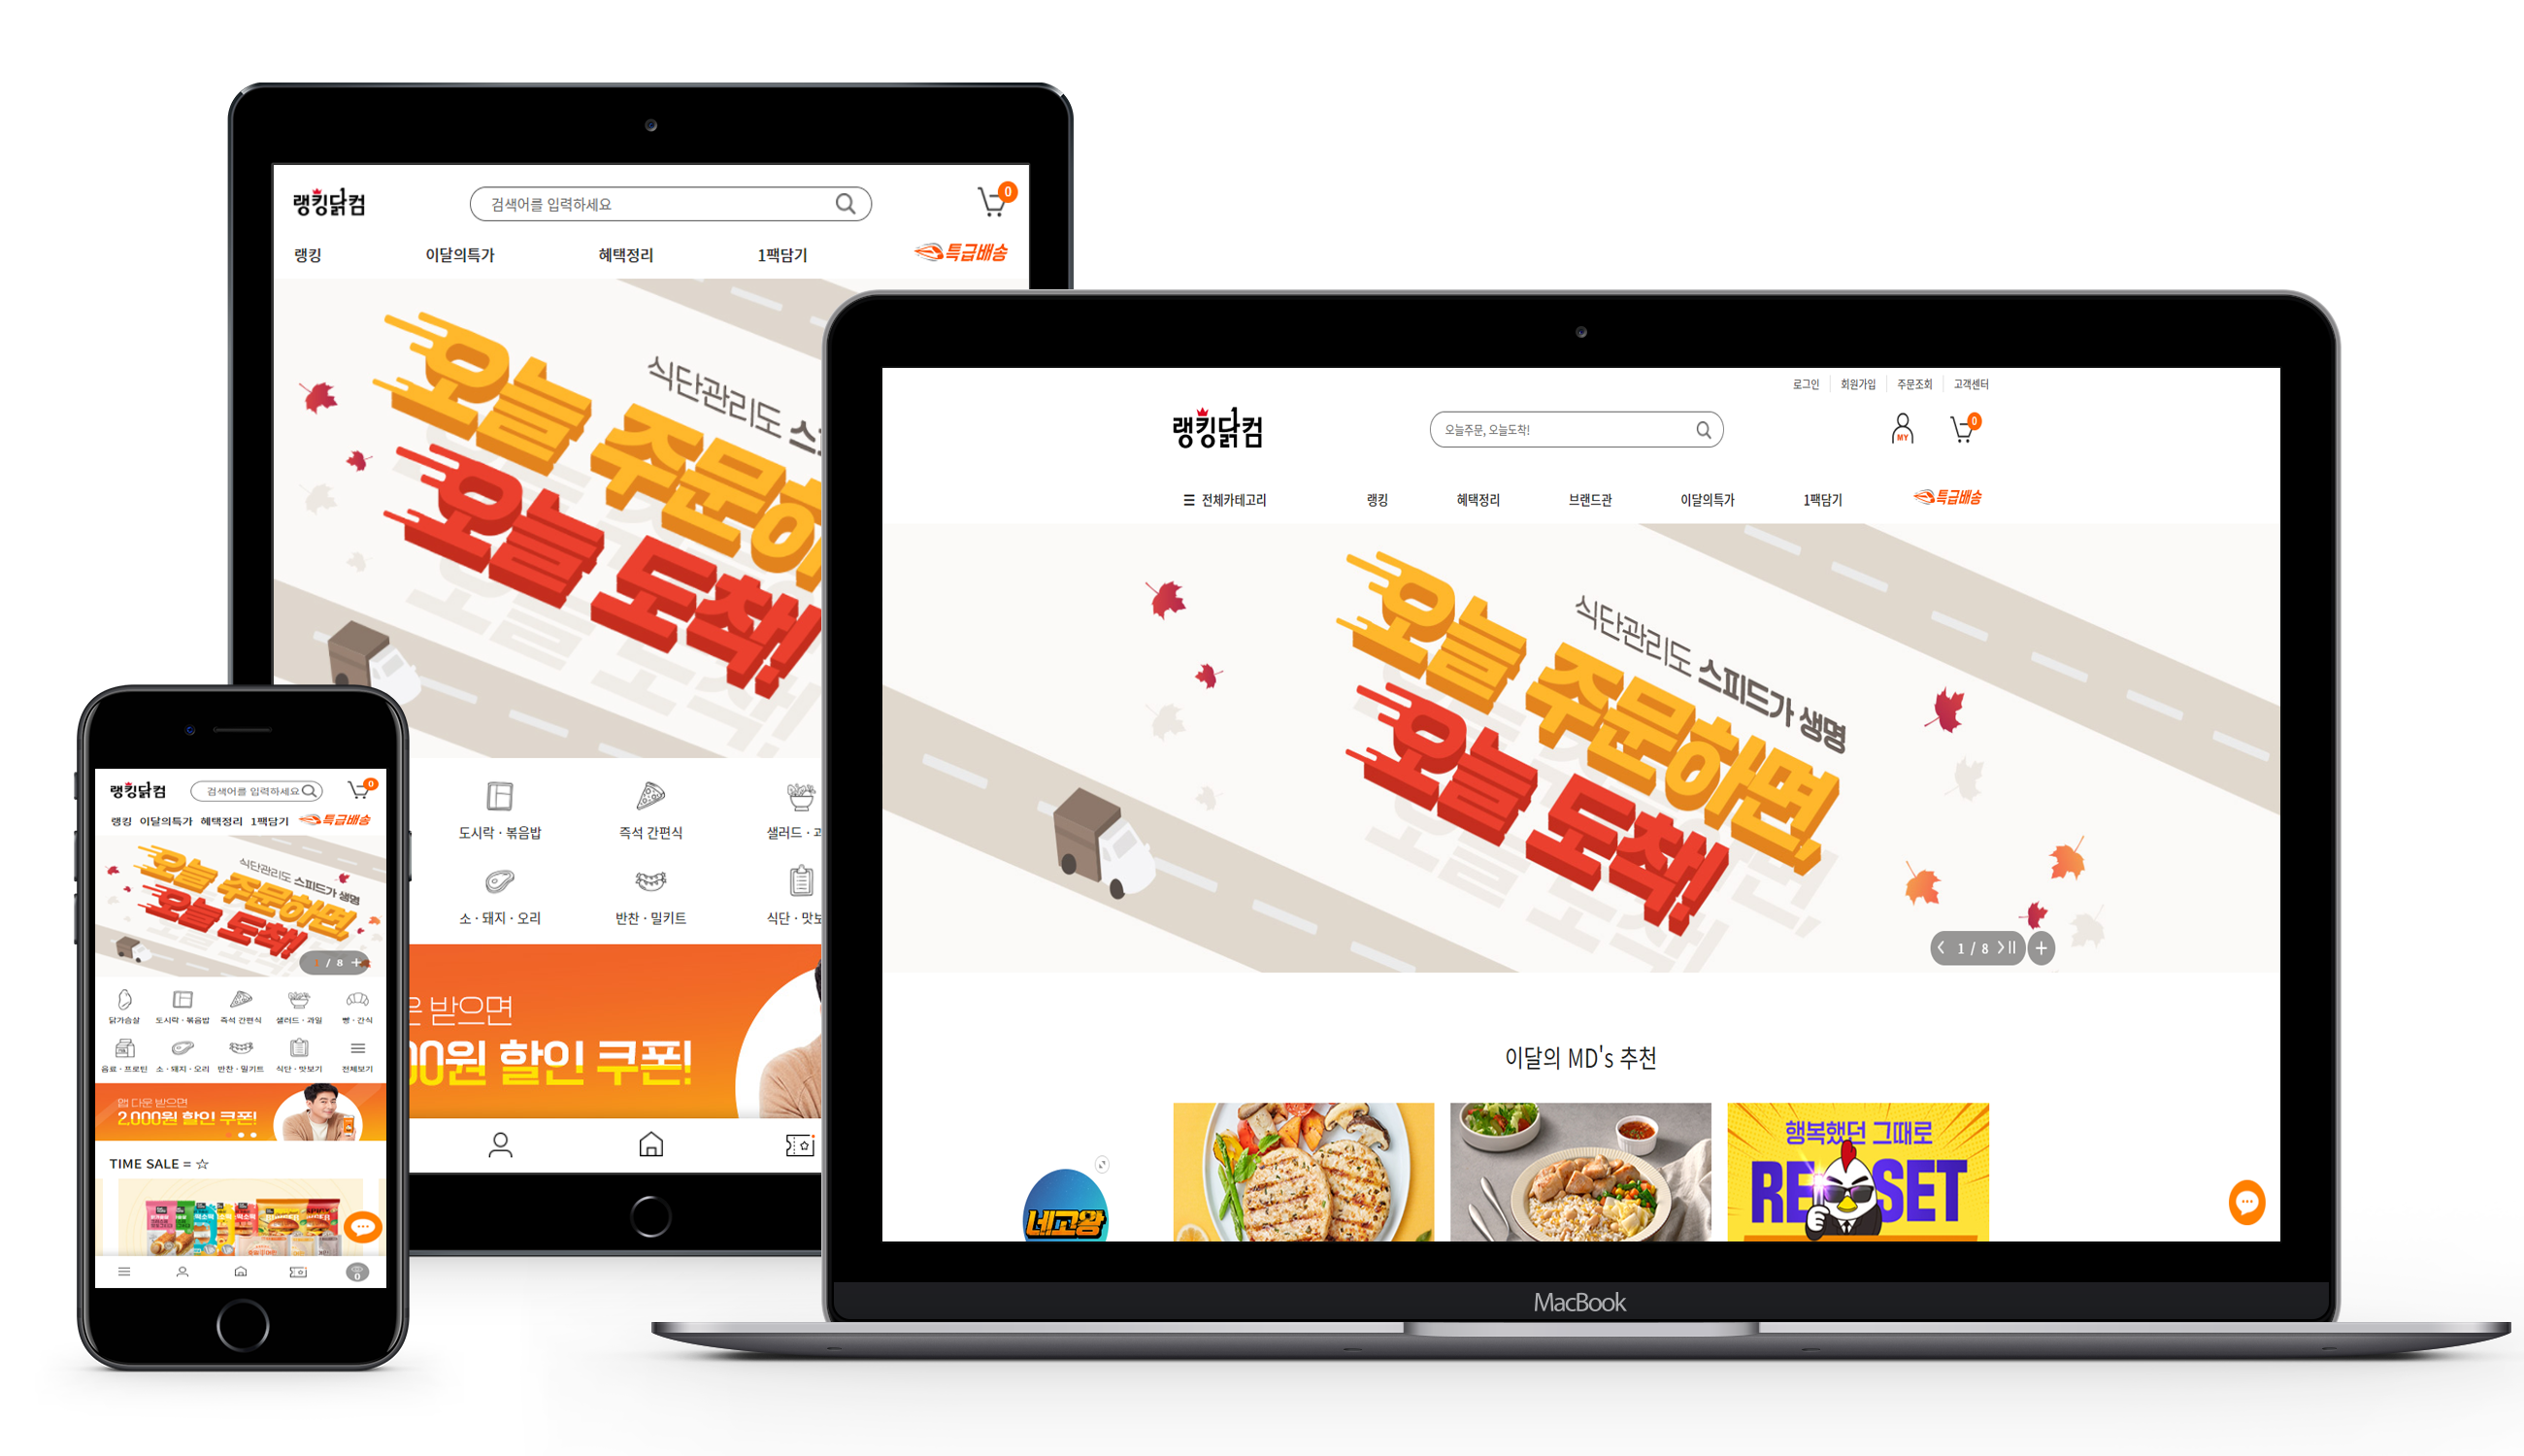 랭킹닭컴
검색어를 입력하세요
0
랭킹 이달의특가 혜택정리 1팩담기 특급배송
식단관리도 스
오늘 주문하
오늘 도착!
도시락 · 볶음밥 즉석 간편식 샐러드 ·
소 · 돼지 · 오리 반찬 · 밀키트 식단 · 맛보
받으면
00원 할인 쿠폰!
랭킹닭컴
검색어를 입력하세요
0
랭킹 이달의특가 혜택정리 1팩담기 특급배송
식단관리도 스피드가 생명
오늘 주문하면,
오늘 도착!
1 / 8 +
닭가슴살 도시락 · 볶음밥 즉석 간편식 샐러드 · 과일 빵 · 간식
음료 · 프로틴 소 · 돼지 · 오리 반찬 · 밀키트 식단 · 맛보기 전체보기
앱 다운 받으면
2,000원 할인 쿠폰!
TIME SALE = ☆
0
로그인 회원가입 주문조회 고객센터
랭킹닭컴
오늘주문, 오늘도착!
MY
0
전체카테고리 랭킹 혜택정리 브랜드관 이달의특가 1팩담기 특급배송
식단관리도 스피드가 생명
오늘 주문하면,
오늘 도착!
1 / 8
+
이달의 MD's 추천
네고왕
행복했던 그때로
RE SET
MacBook